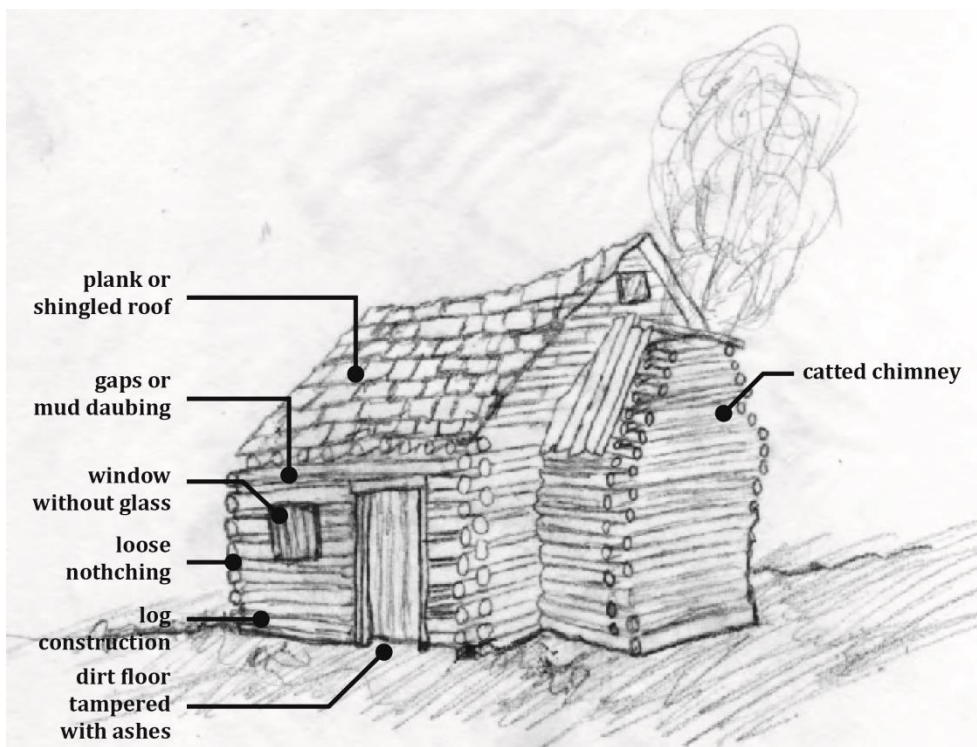 plank or
shingled roof
gaps or
mud daubing
window
without glass
loose
nothching
log
construction
dirt floor
tampered
with ashes
catted chimney